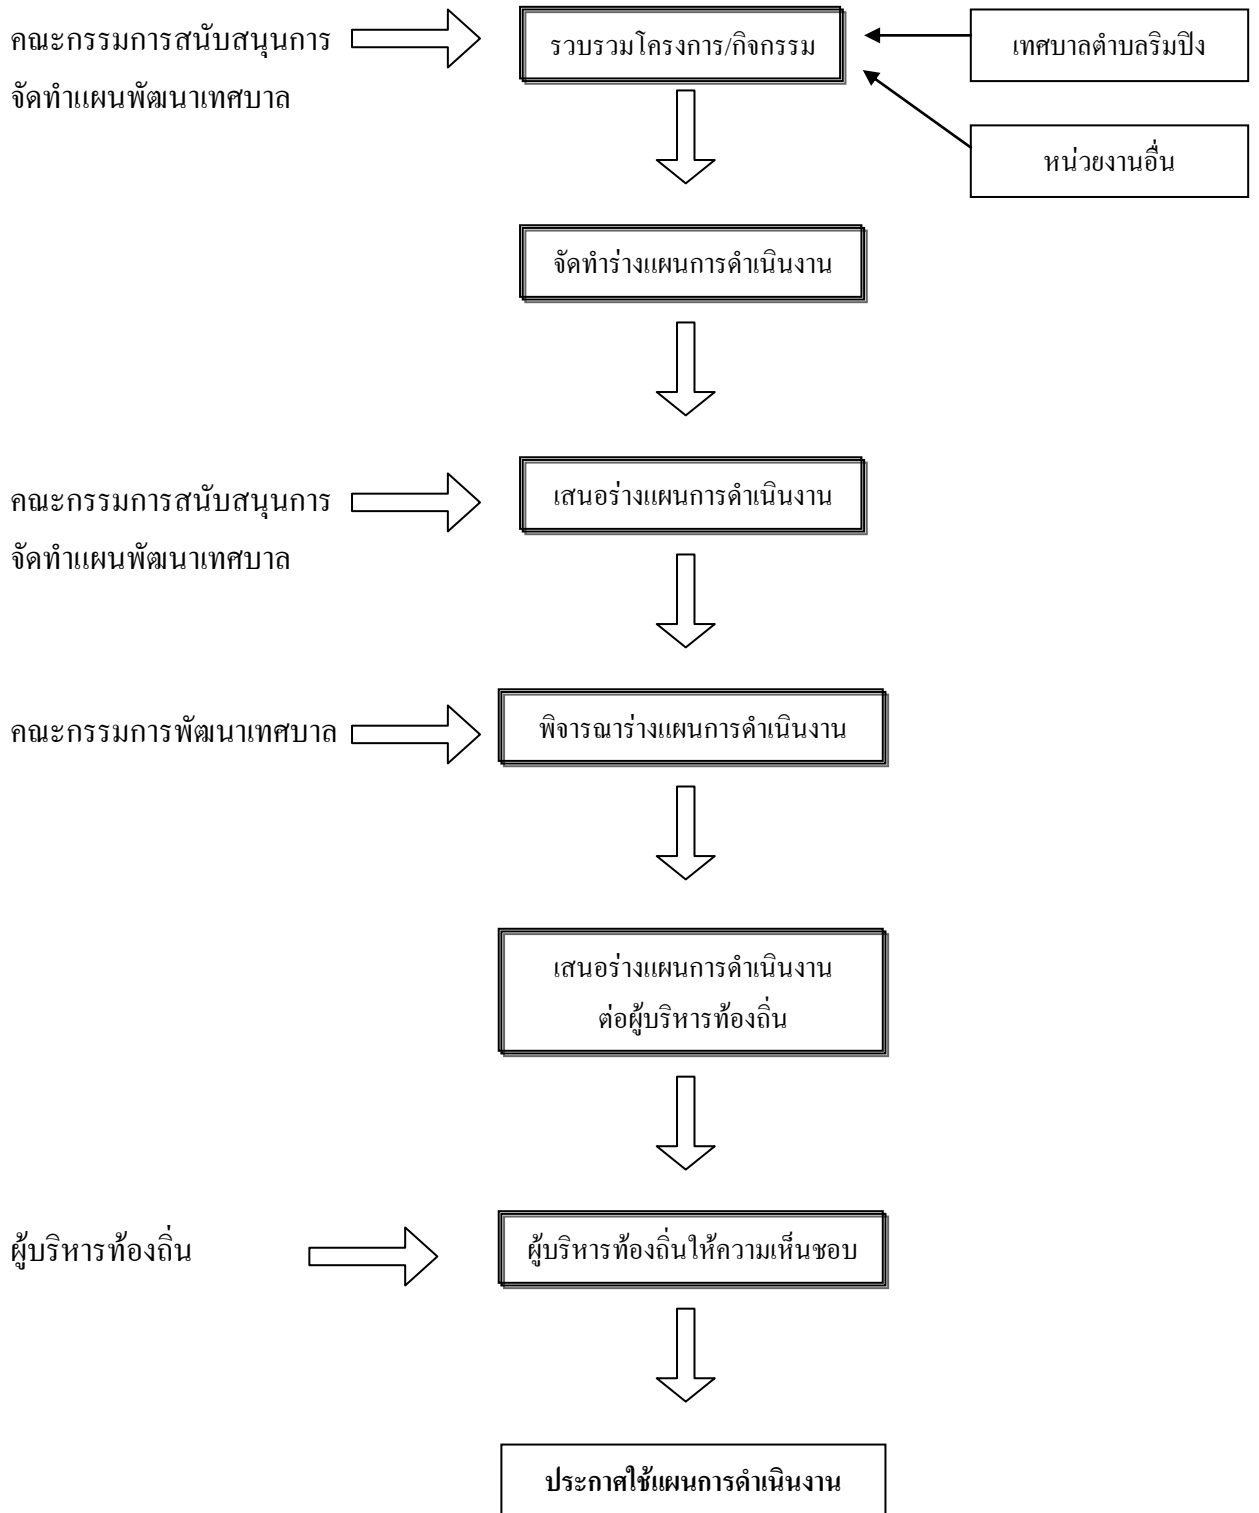 คณะกรรมการสนับสนุนการ
จัดทำแผนพัฒนาเทศบาล
รวบรวมโครงการ/กิจกรรม
เทศบาลตำบลริมปิง
หน่วยงานอื่น
จัดทำร่างแผนการดำเนินงาน
คณะกรรมการสนับสนุนการ
จัดทำแผนพัฒนาเทศบาล
เสนอร่างแผนการดำเนินงาน
คณะกรรมการพัฒนาเทศบาล
พิจารณาร่างแผนการดำเนินงาน
เสนอร่างแผนการดำเนินงาน
ต่อผู้บริหารท้องถิ่น
ผู้บริหารท้องถิ่น
ผู้บริหารท้องถิ่นให้ความเห็นชอบ
ประกาศใช้แผนการดำเนินงาน